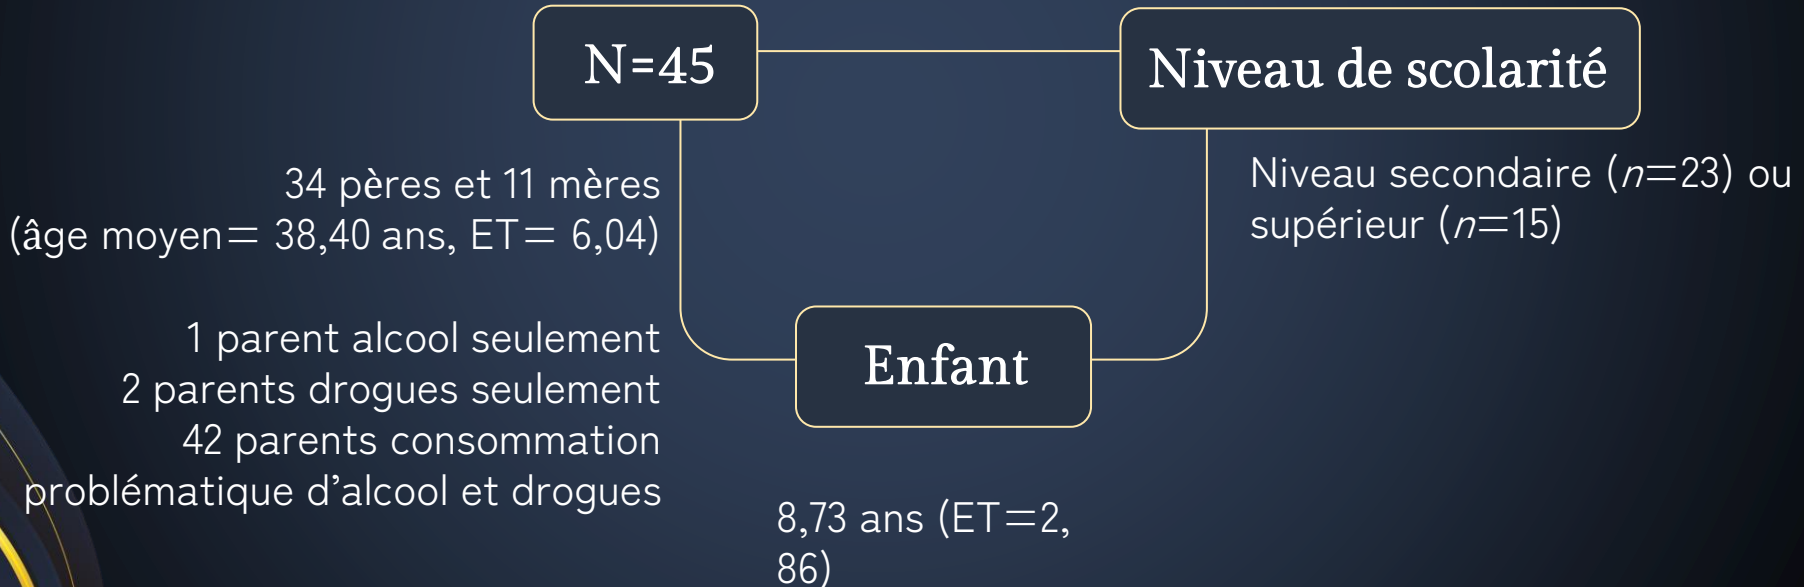 N=45
34 pères et 11 mères
(âge moyen= 38,40 ans, ET= 6,04)
1 parent alcool seulement
2 parents drogues seulement
42 parents consommation
problématique d’alcool et drogues
Niveau de scolarité
Niveau secondaire (n=23) ou
supérieur (n=15)
Enfant
8,73 ans (ET=2,
86)